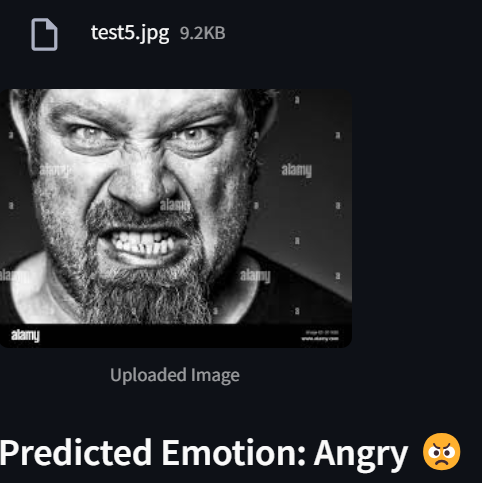 test5.jpg 9.2KB
a
a a
alamy alamy
a alamy a
a
alamy alamy a
a a a
alamy
www.alamy.com
Uploaded Image
Predicted Emotion: Angry 😠